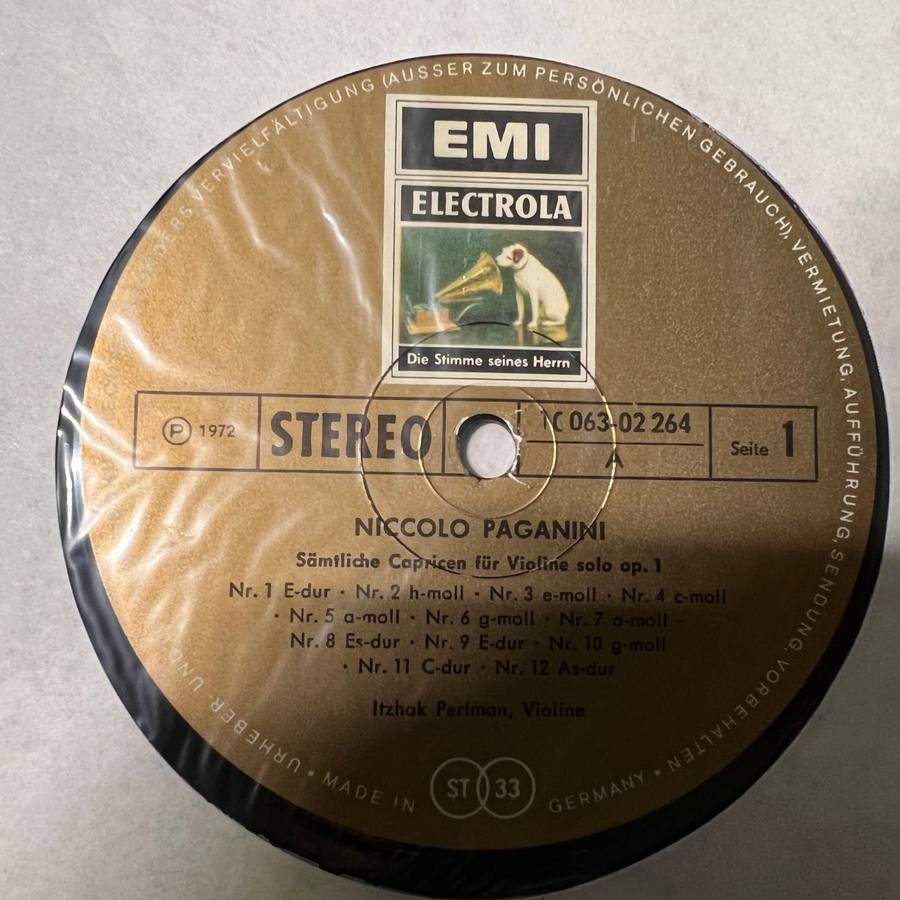 VERVIELFÄLTIGUNG (AUSSER ZUM PERSÖNLICHEN GEBRAUCH), VERMIETUNG, AUFFÜHRUNG, SENDUNG, VORBEHALTEN •
EMI
ELECTROLA
Die Stimme seines Herrn
Ⓟ 1972
STEREO
1C 063-02 264
A
Seite 1
NICCOLO PAGANINI
Sämtliche Capricen für Violine solo op. 1
Nr. 1 E-dur · Nr. 2 h-moll · Nr. 3 e-moll · Nr. 4 c-moll
· Nr. 5 a-moll · Nr. 6 g-moll · Nr. 7 a-moll ·
Nr. 8 Es-dur · Nr. 9 E-dur · Nr. 10 g-moll
· Nr. 11 C-dur · Nr. 12 As-dur
Itzhak Perlman, Violine
URHEBER- UND
• MADE IN
ST 33
GERMANY